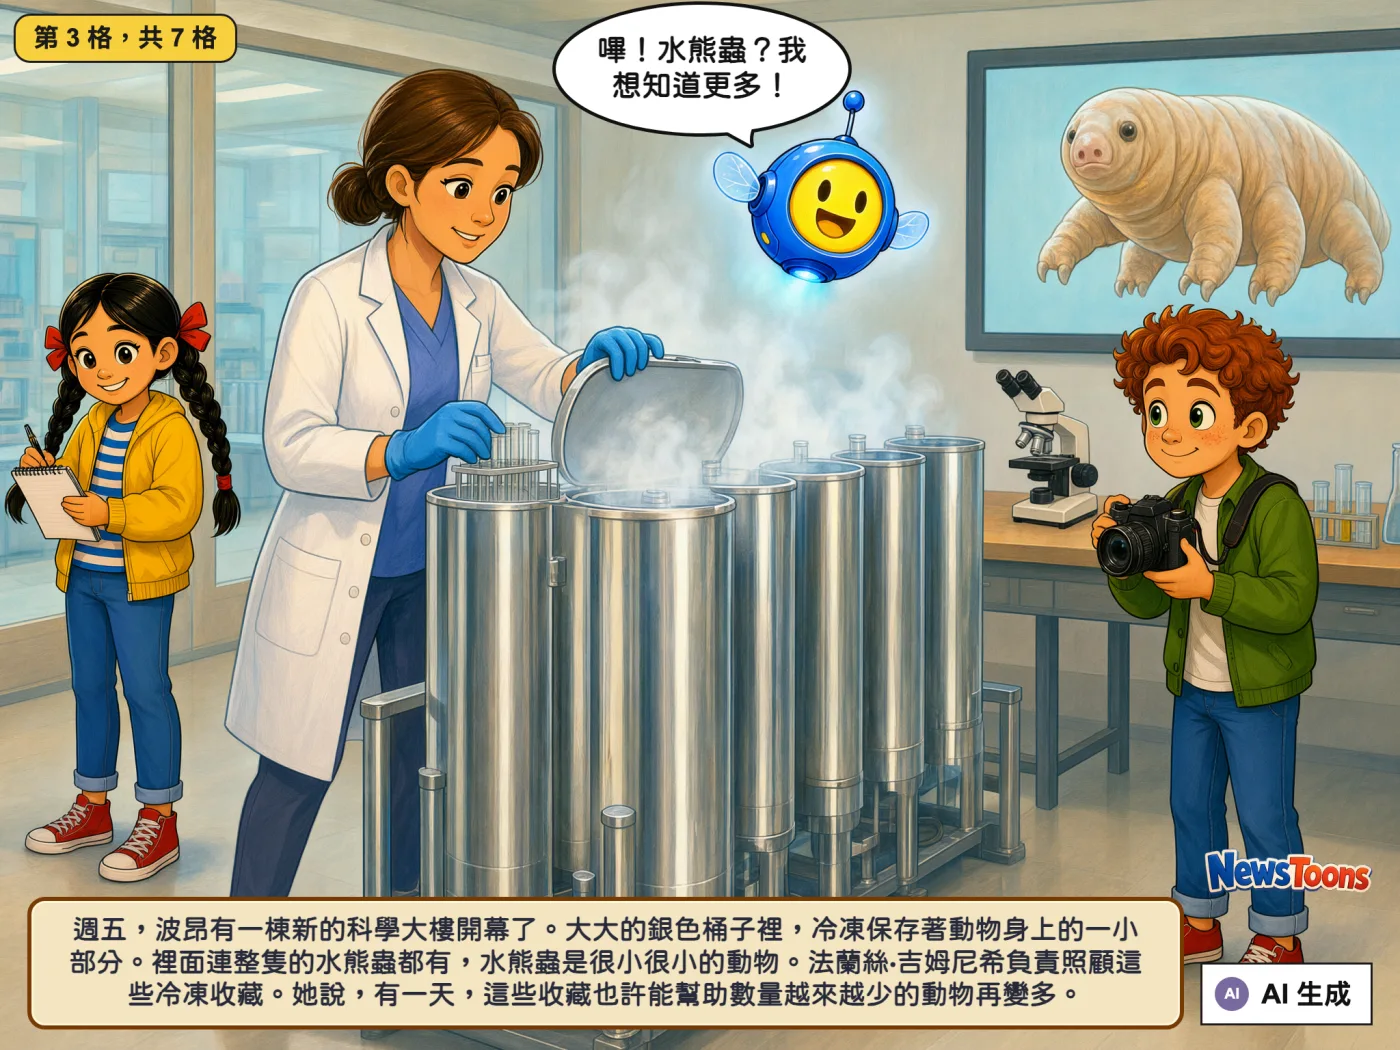 第 3 格，共 7 格
嗶！水熊蟲？我
想知道更多！
週五，波昂有一棟新的科學大樓開幕了。大大的銀色桶子裡，冷凍保存著動物身上的一小
部分。裡面連整隻的水熊蟲都有，水熊蟲是很小很小的動物。法蘭絲·吉姆尼希負責照顧這
些冷凍收藏。她說，有一天，這些收藏也許能幫助數量越來越少的動物再變多。
NewsToons
AI AI 生成